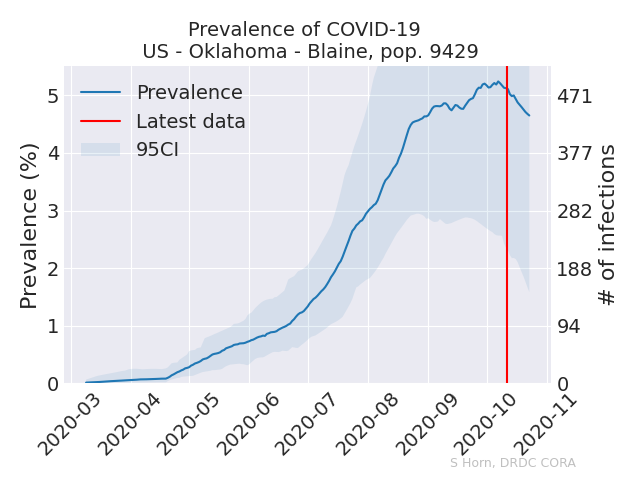 Prevalence of COVID-19
US - Oklahoma - Blaine, pop. 9429
Prevalence
Latest data
95CI
Prevalence (%)
5
4
3
2
1
0
471
377
282
188
94
0
# of infections
2020-03
2020-04
2020-05
2020-06
2020-07
2020-08
2020-09
2020-10
2020-11
S Horn, DRDC CORA